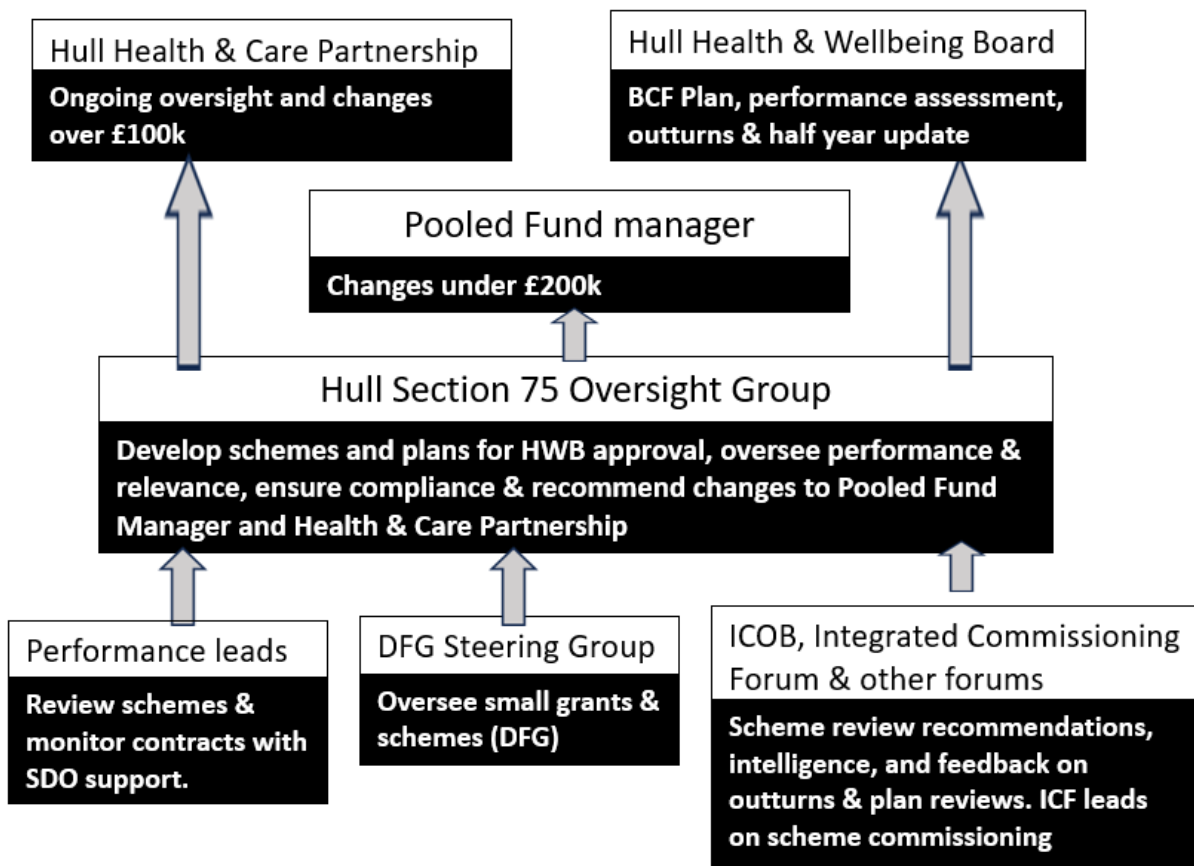 Hull Health & Care Partnership
Ongoing oversight and changes
over £100k
Hull Health & Wellbeing Board
BCF Plan, performance assessment,
outturns & half year update
Pooled Fund manager
Changes under £200k
Hull Section 75 Oversight Group
Develop schemes and plans for HWB approval, oversee performance &
relevance, ensure compliance & recommend changes to Pooled Fund
Manager and Health & Care Partnership
Performance leads
Review schemes &
monitor contracts with
SDO support.
DFG Steering Group
Oversee small grants &
schemes (DFG)
ICOB, Integrated Commissioning
Forum & other forums
Scheme review recommendations,
intelligence, and feedback on
outturns & plan reviews. ICF leads
on scheme commissioning